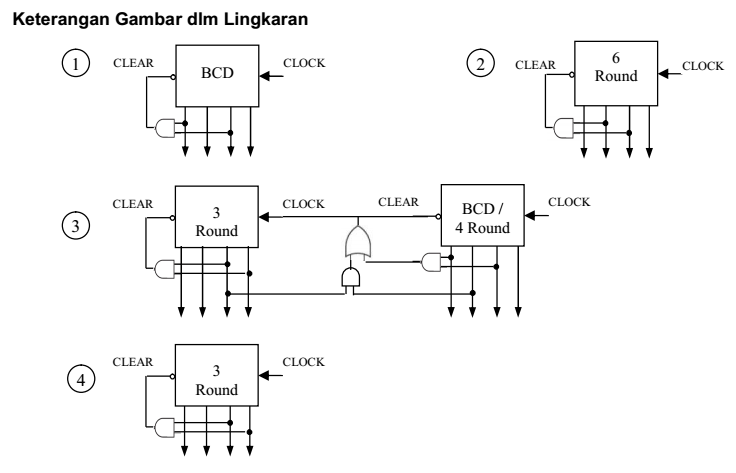 Keterangan Gambar dlm Lingkaran
1 CLEAR BCD CLOCK
2 CLEAR 6 Round CLOCK
3 CLEAR 3 Round CLOCK CLEAR BCD / 4 Round CLOCK
4 CLEAR 3 Round CLOCK